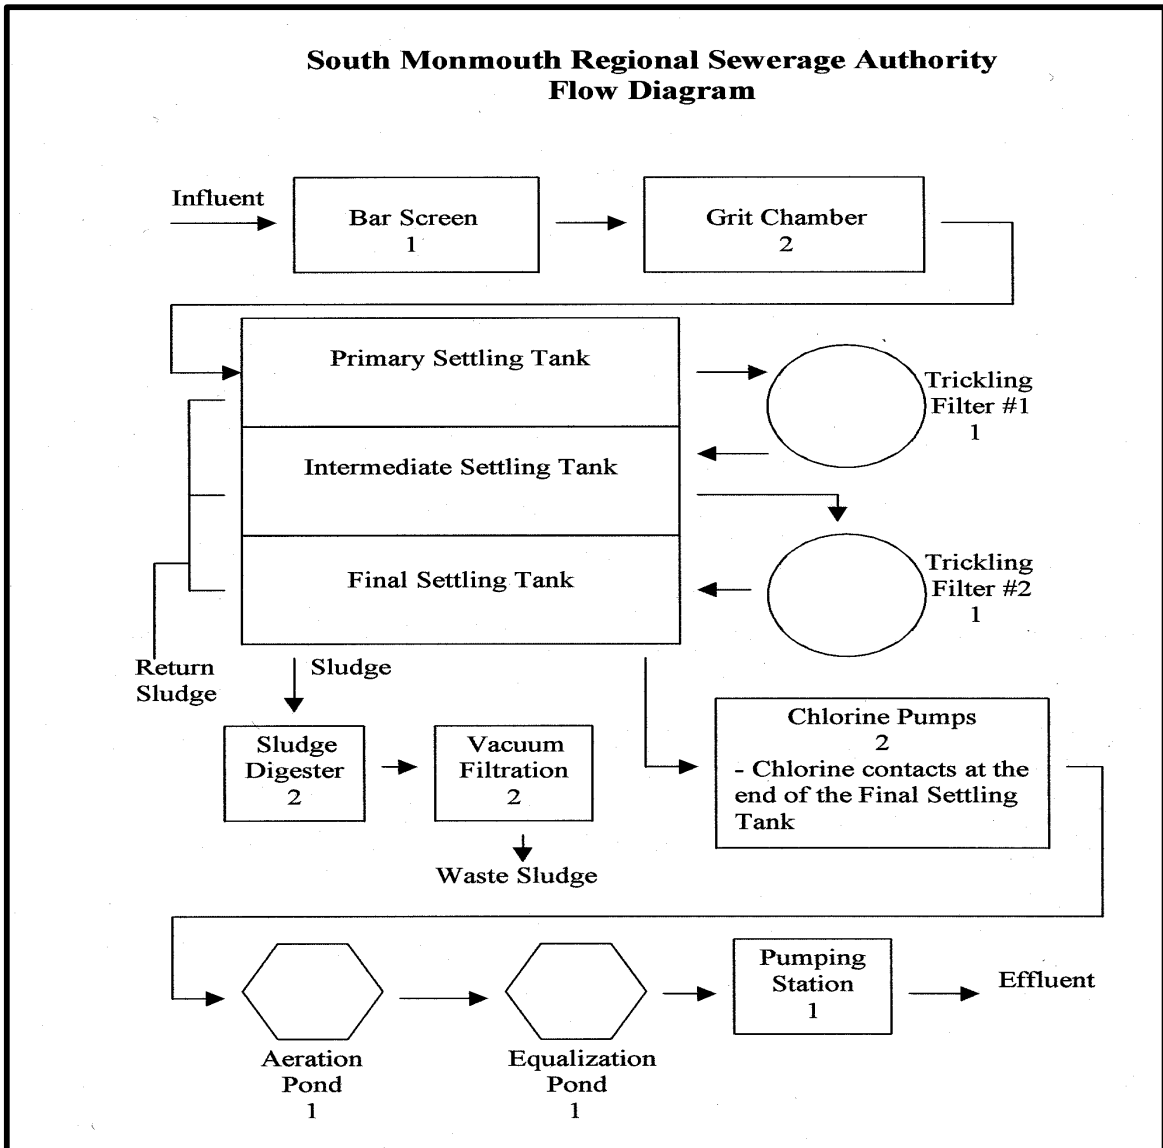 South Monmouth Regional Sewerage Authority
Flow Diagram
Influent
Bar Screen
1
Grit Chamber
2
Primary Settling Tank
Trickling
Filter #1
1
Intermediate Settling Tank
Final Settling Tank
Trickling
Filter #2
1
Return
Sludge
Sludge
Sludge
Digester
2
Vacuum
Filtration
2
Waste Sludge
Chlorine Pumps
2
- Chlorine contacts at the
end of the Final Settling
Tank
Aeration
Pond
1
Equalization
Pond
1
Pumping
Station
1
Effluent